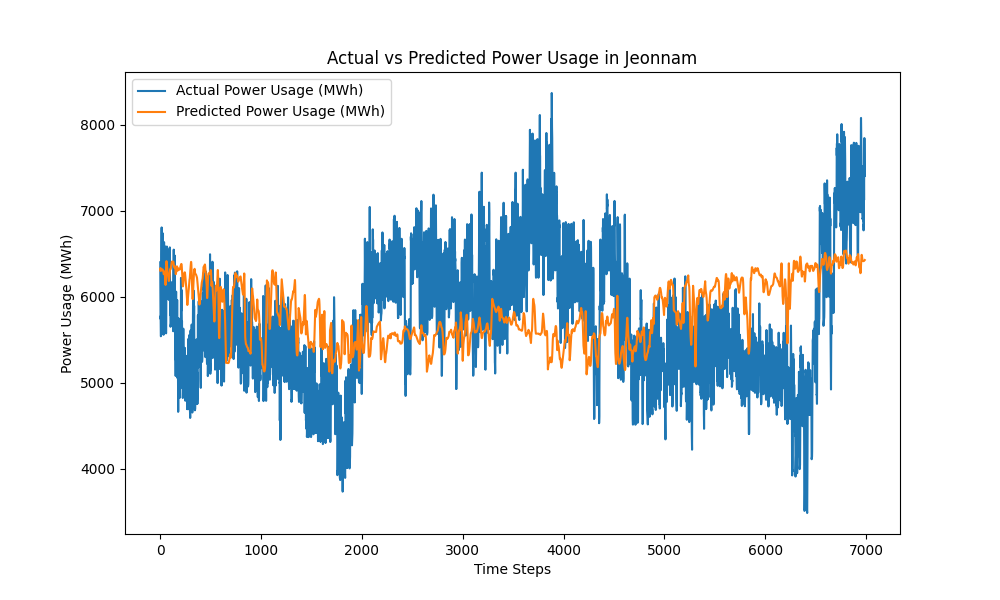 Actual vs Predicted Power Usage in Jeonnam
Actual Power Usage (MWh)
Predicted Power Usage (MWh)
Power Usage (MWh)
8000
7000
6000
5000
4000
0 1000 2000 3000 4000 5000 6000 7000
Time Steps